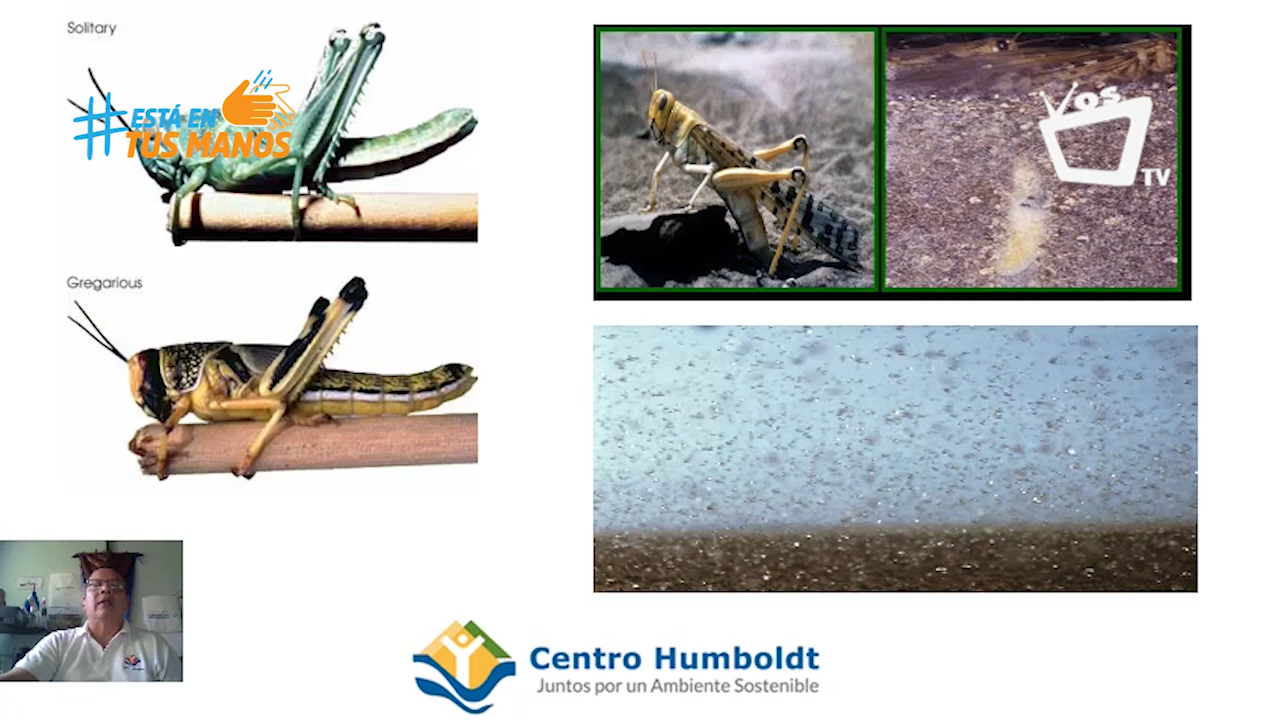 Solitary
#ESTÁ EN
TUS MANOS
Gregarious
VOS
TV
Centro Humboldt
Juntos por un Ambiente Sostenible